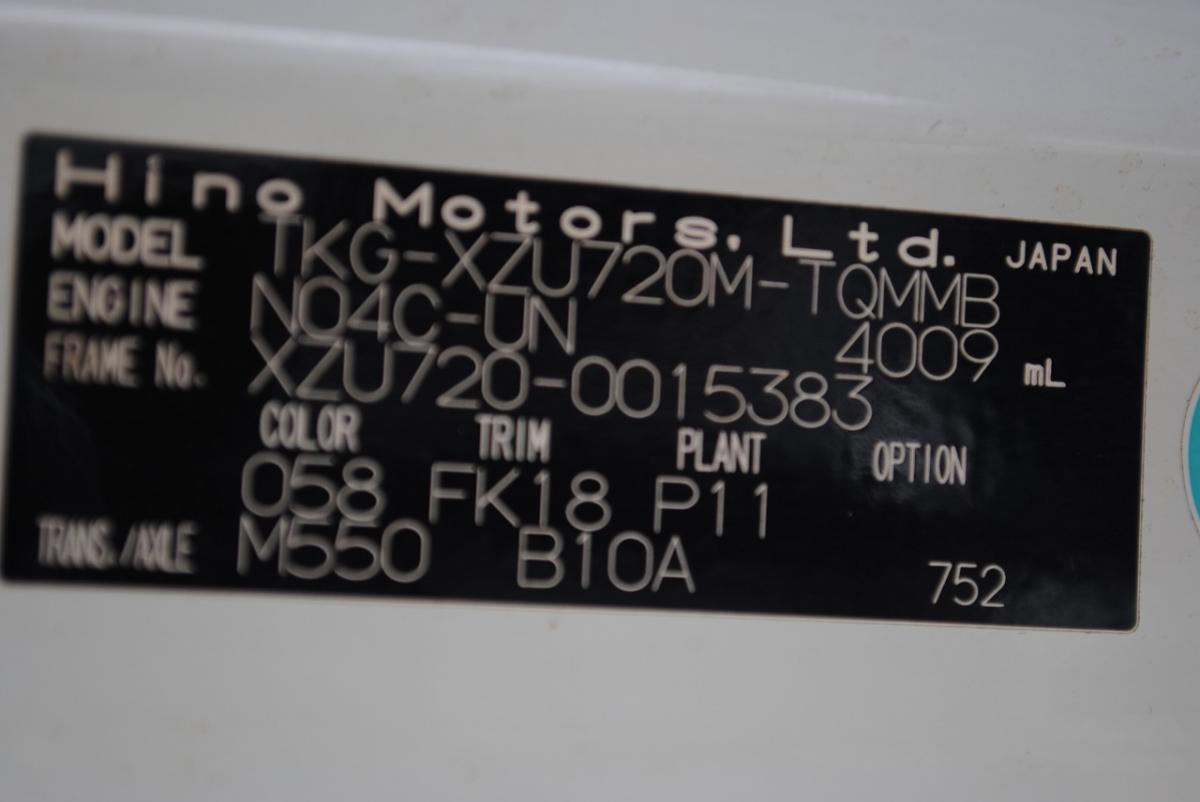 Hino Motors, Ltd. JAPAN
MODEL TKG-XZU720M-TQMMB
ENGINE N04C-UN 4009 mL
FRAME No. XZU720-0015383
COLOR TRIM PLANT OPTION
058 FK18 P11
TRANS./AXLE M550 B10A 752